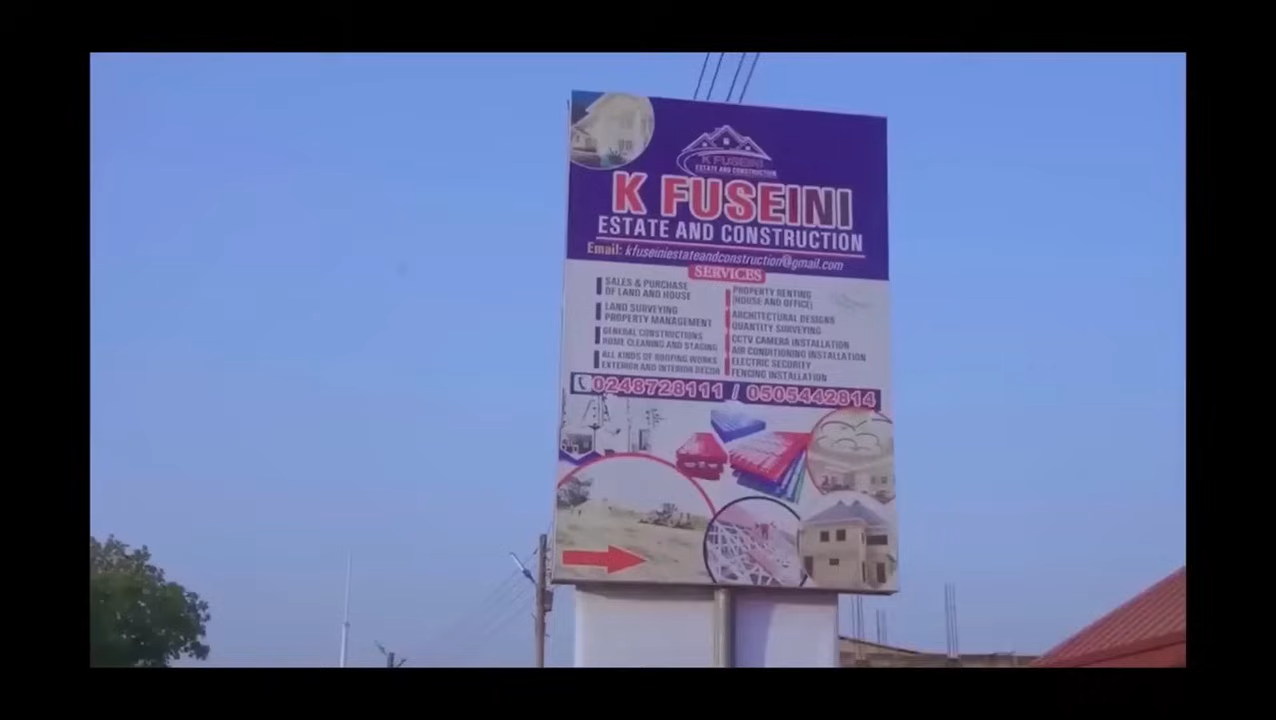 K FUSEINI
ESTATE AND CONSTRUCTION
K FUSEINI
ESTATE AND CONSTRUCTION
Email: kfuseiniestateandconstruction@gmail.com
SERVICES
SALES & PURCHASE
OF LAND AND HOUSE
LAND SURVEYING
PROPERTY MANAGEMENT
GENERAL CONSTRUCTIONS
HOME CLEANING AND STAGING
ALL KINDS OF ROOFING WORKS
EXTERIOR AND INTERIOR DECOR
PROPERTY RENTING
(HOUSE AND OFFICE)
ARCHITECTURAL DESIGNS
QUANTITY SURVEYING
CCTV CAMERA INSTALLATION
AIR CONDITIONING INSTALLATION
ELECTRIC SECURITY
FENCING INSTALLATION
0248728111 / 0505442814